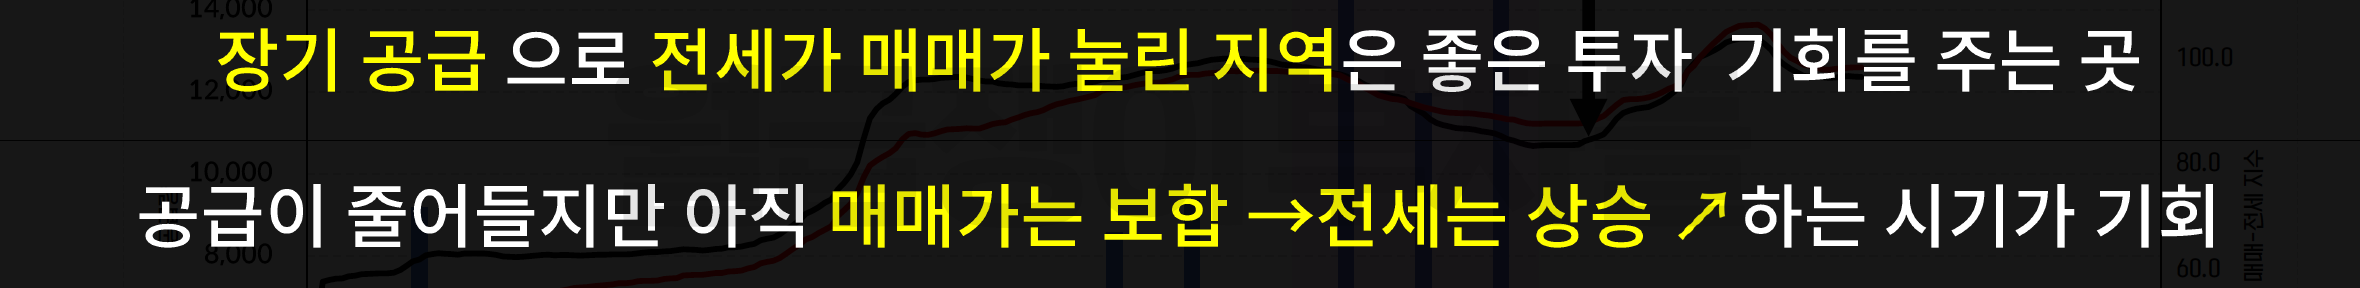 14,000
장기 공급 으로 전세가 매매가 눌린 지역은 좋은 투자 기회를 주는 곳
100.0
12,000
10,000
80.0
공급이 줄어들지만 아직 매매가는 보합 →전세는 상승 ↗하는 시기가 기회
매매-전세 지수
8,000
60.0